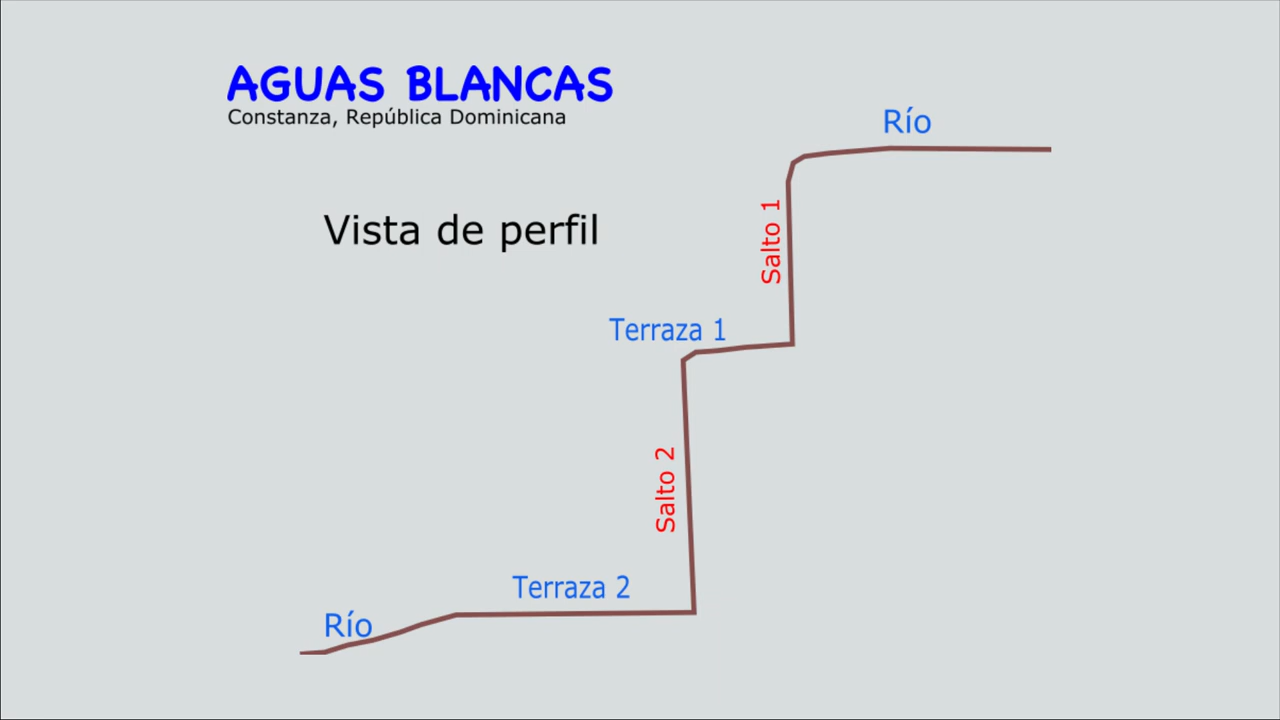 AGUAS BLANCAS
Constanza, República Dominicana
Río
Vista de perfil
Salto 1
Terraza 1
Salto 2
Terraza 2
Río